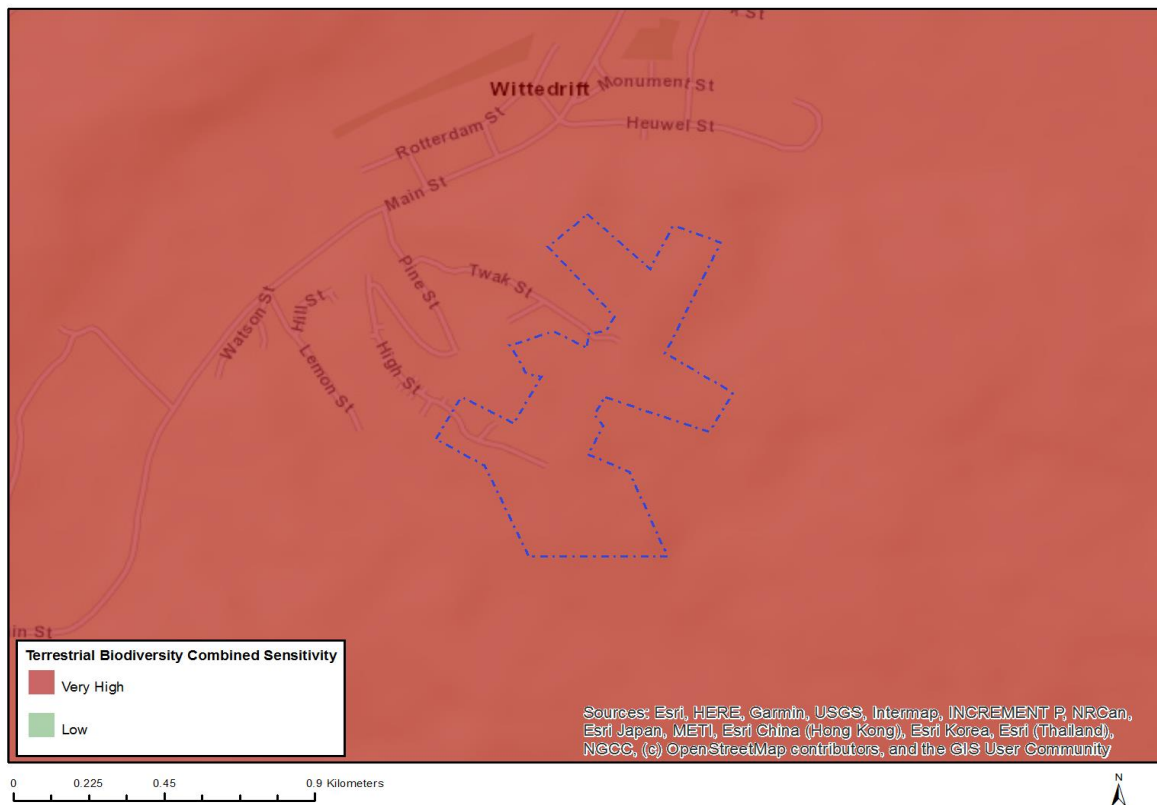 k St
Wittedrift
Monument St
Heuwel St
Rotterdam St
Main St
Pine St
Twak St
Hill St
Watson St
Lemon St
High St
in St
Terrestrial Biodiversity Combined Sensitivity
Very High
Low
Sources: Esri, HERE, Garmin, USGS, Intermap, INCREMENT P, NRCan,
Esri Japan, METI, Esri China (Hong Kong), Esri Korea, Esri (Thailand),
NGCC, (c) OpenStreetMap contributors, and the GIS User Community
0 0.225 0.45 0.9 Kilometers
N